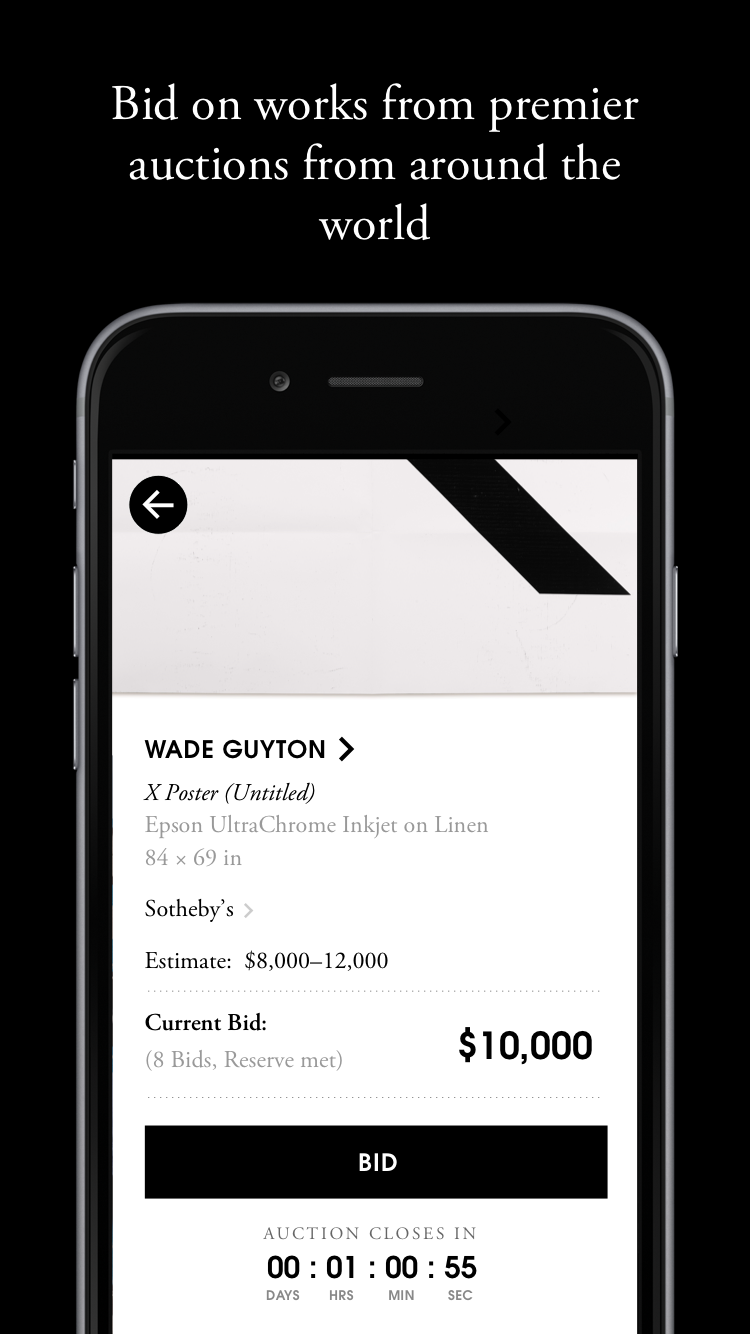 Bid on works from premier
auctions from around the
world
WADE GUYTON
X Poster (Untitled)
Epson UltraChrome Inkjet on Linen
84 × 69 in
Sotheby’s
Estimate: $8,000–12,000
Current Bid:
(8 Bids, Reserve met)
$10,000
BID
AUCTION CLOSES IN
00 : 01 : 00 : 55
DAYS HRS MIN SEC